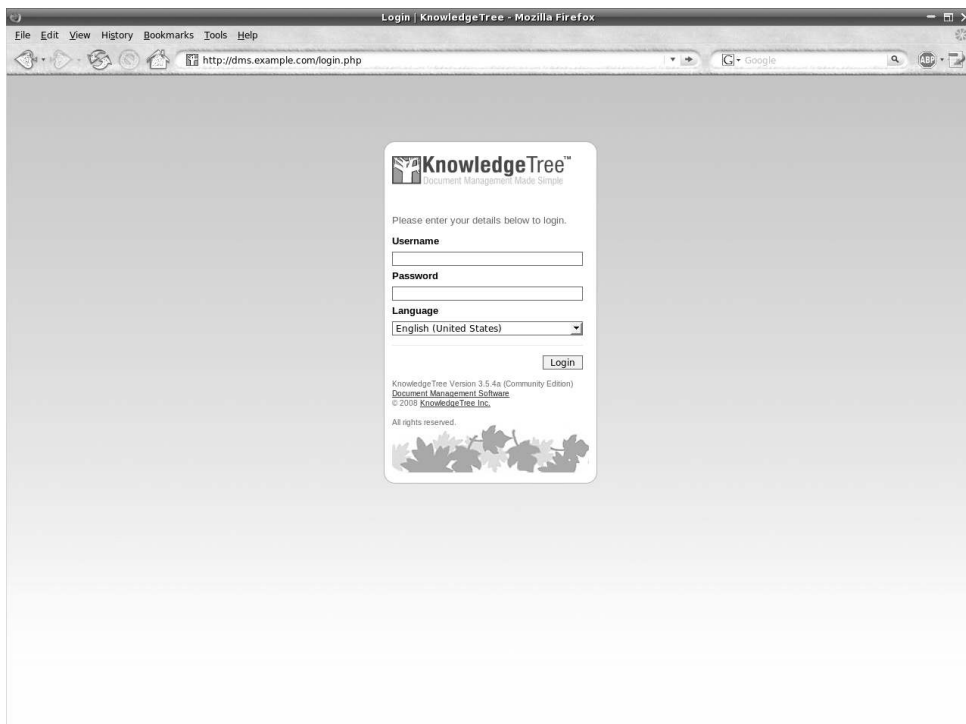 Login | KnowledgeTree - Mozilla Firefox
File Edit View History Bookmarks Tools Help
http://dms.example.com/login.php G Google ABP
KnowledgeTree™
Document Management Made Simple
Please enter your details below to login.
Username
Password
Language
English (United States)
Login
KnowledgeTree Version 3.5.4a (Community Edition)
Document Management Software
© 2008 KnowledgeTree Inc.
All rights reserved.